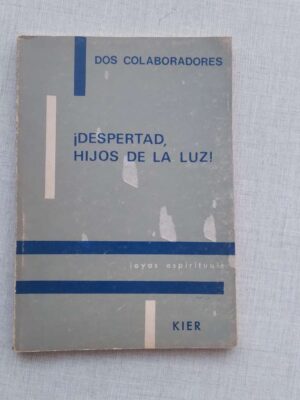 DOS COLABORADORES
¡DESPERTAD,
HIJOS DE LA LUZ!
joyas espirituales
KIER